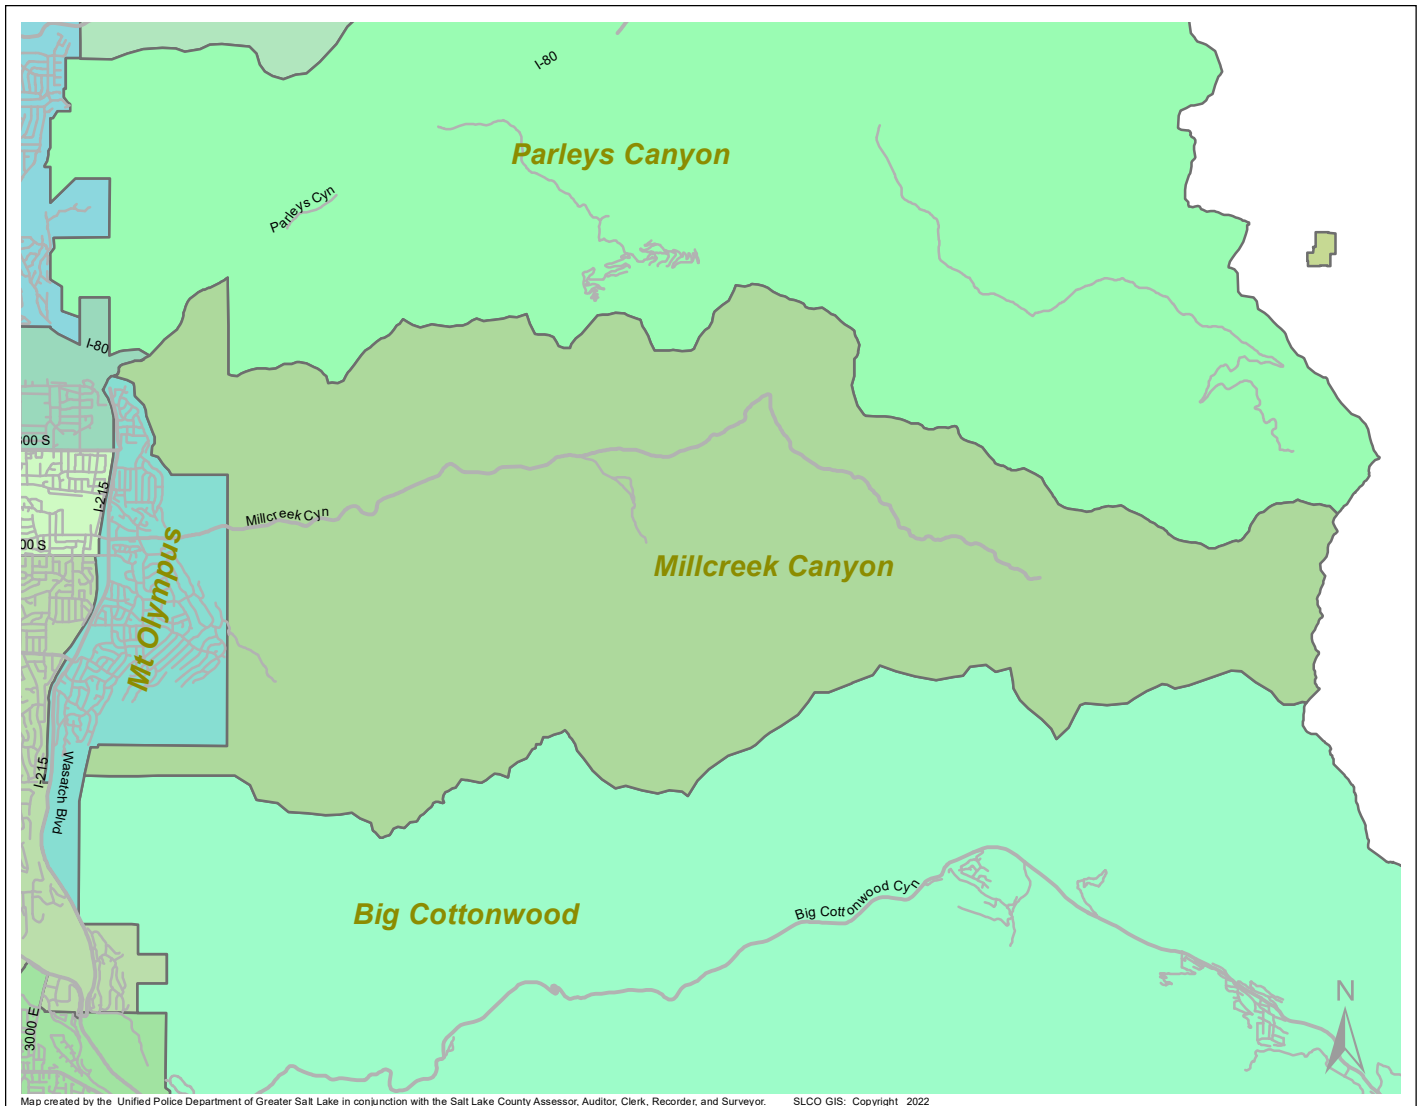 I-80
Parleys Canyon
Parleys Cyn
I-80
00 S
I-215
Millcreek Cyn
00 S
Millcreek Canyon
Mt Olympus
I-215
Wasatch Blvd
Big Cottonwood Cyn
Big Cottonwood
N
3000 E
Map created by the Unified Police Department of Greater Salt Lake in conjunction with the Salt Lake County Assessor, Auditor, Clerk, Recorder, and Surveyor. SLCO GIS: Copyright 2022